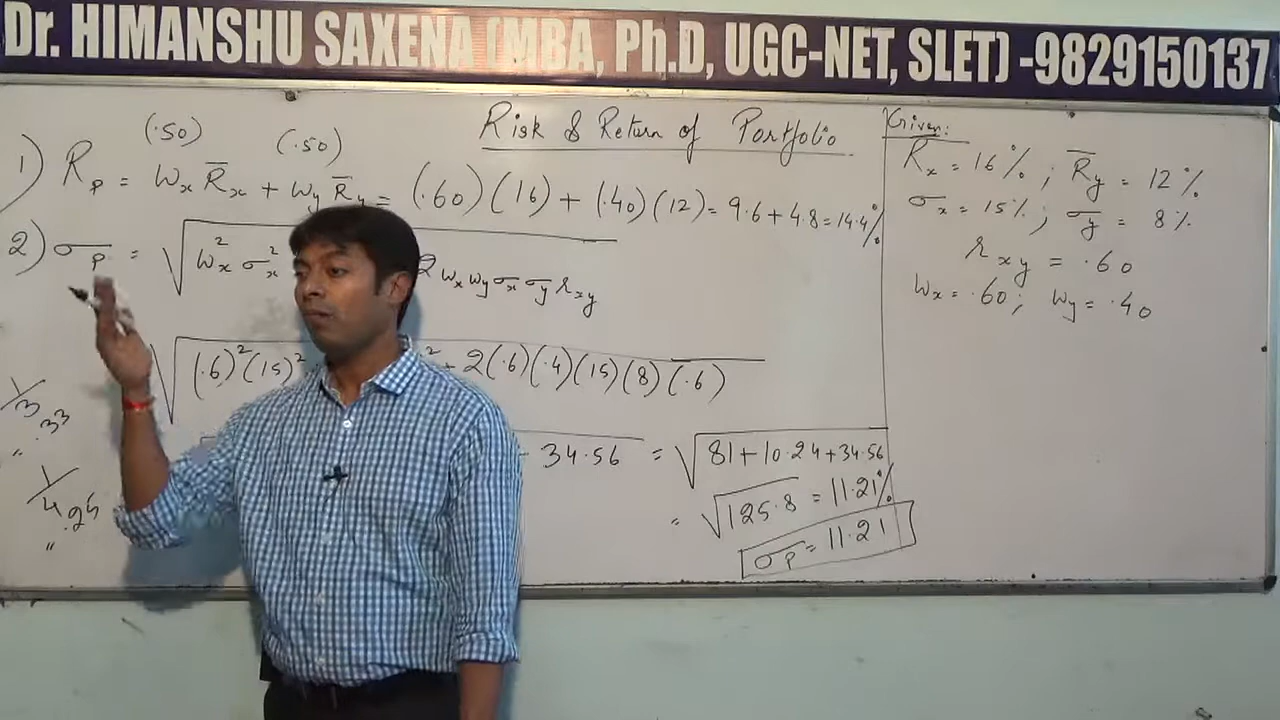 Dr. HIMANSHU SAXENA (MBA, Ph.D, UGC-NET, SLET) -9829150137
Risk & Return of Portfolio
(.50) (.50)
1) Rp = Wx R̄x + Wy R̄y = (.60)(16) + (.40)(12) = 9.6 + 4.8 = 14.4%
2) σp = √ Wx² σx² 2 Wx Wy σx σy rxy
√ (.6)² (15)² ² + 2(.6)(.4)(15)(8)(.6)
34.56 = √ 81 + 10.24 + 34.56
= √ 125.8 = 11.21%
σp = 11.21
1/3 .33
"
1/4 .25
"
Given:
R̄x = 16% ; R̄y = 12%
σx = 15% ; σy = 8%
rxy = .60
Wx = .60 ; Wy = .40